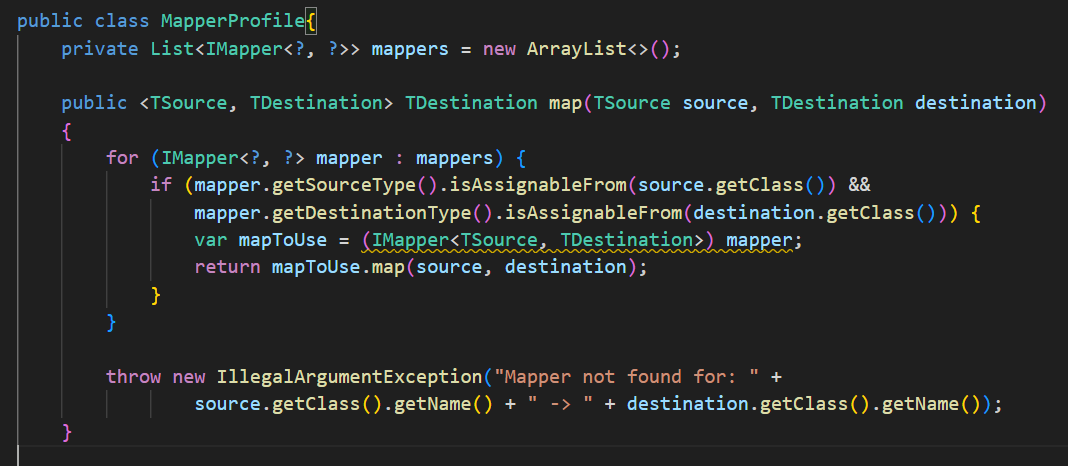 public class MapperProfile{
    private List<IMapper<?, ?>> mappers = new ArrayList<>();
    public <TSource, TDestination> TDestination map(TSource source, TDestination destination)
    {
        for (IMapper<?, ?> mapper : mappers) {
            if (mapper.getSourceType().isAssignableFrom(source.getClass()) &&
                mapper.getDestinationType().isAssignableFrom(destination.getClass())) {
                var mapToUse = (IMapper<TSource, TDestination>) mapper;
                return mapToUse.map(source, destination);
            }
        }
        throw new IllegalArgumentException("Mapper not found for: " +
                source.getClass().getName() + " -> " + destination.getClass().getName());
    }